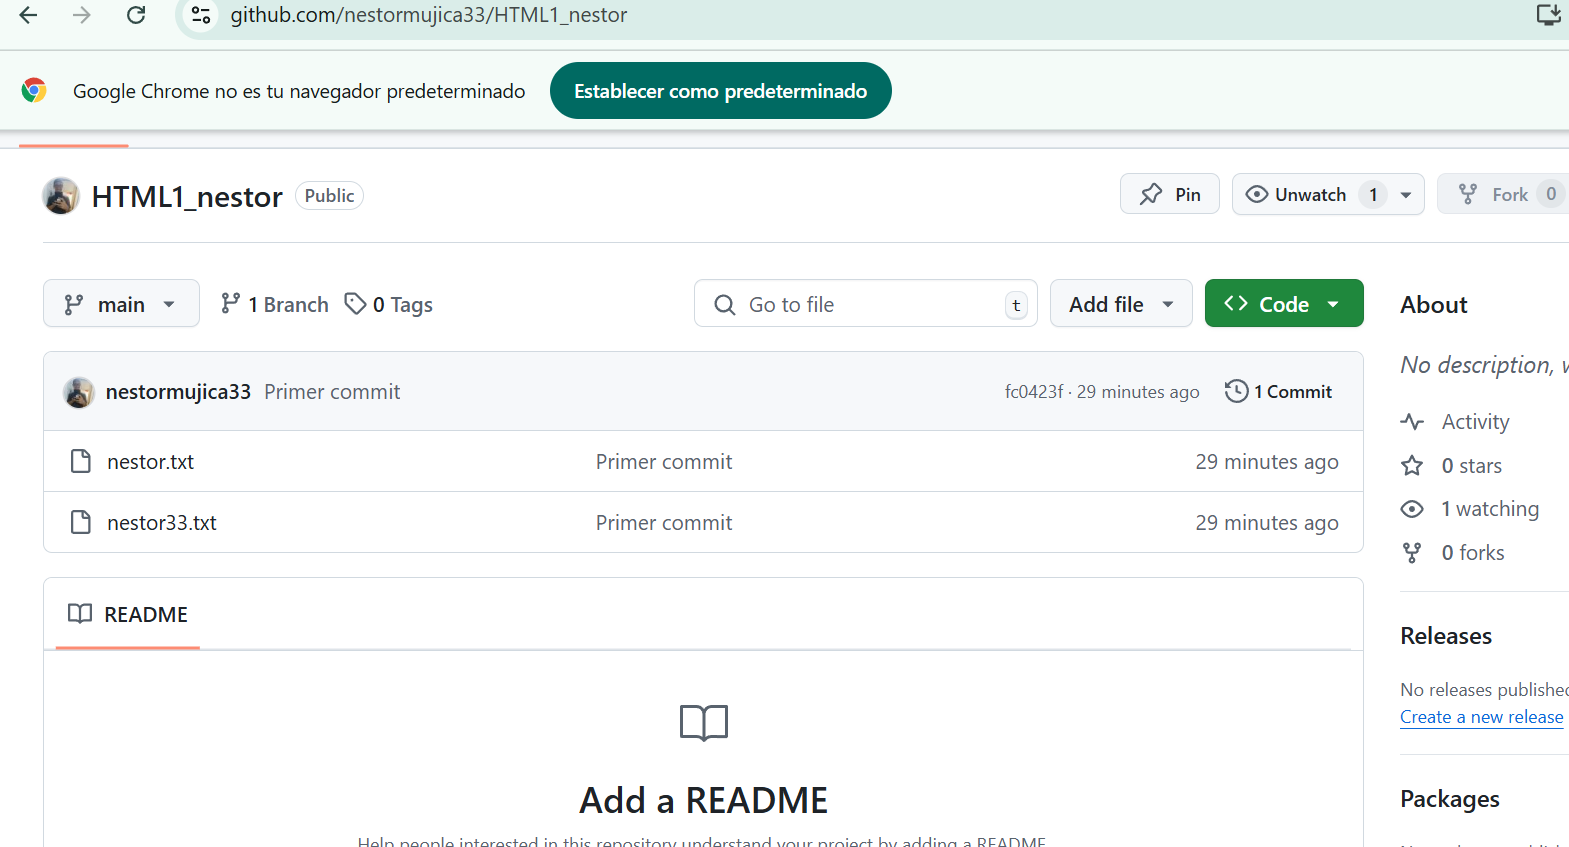 github.com/nestormujica33/HTML1_nestor
Google Chrome no es tu navegador predeterminado
Establecer como predeterminado
HTML1_nestor
Public
Pin
Unwatch 1
Fork 0
main
1 Branch
0 Tags
Go to file
t
Add file
Code
nestormujica33 Primer commit
fc0423f · 29 minutes ago
1 Commit
nestor.txt Primer commit 29 minutes ago
nestor33.txt Primer commit 29 minutes ago
README
Add a README
Help people interested in this repository understand your project by adding a README.
About
No description,
Activity
0 stars
1 watching
0 forks
Releases
No releases published
Create a new release
Packages